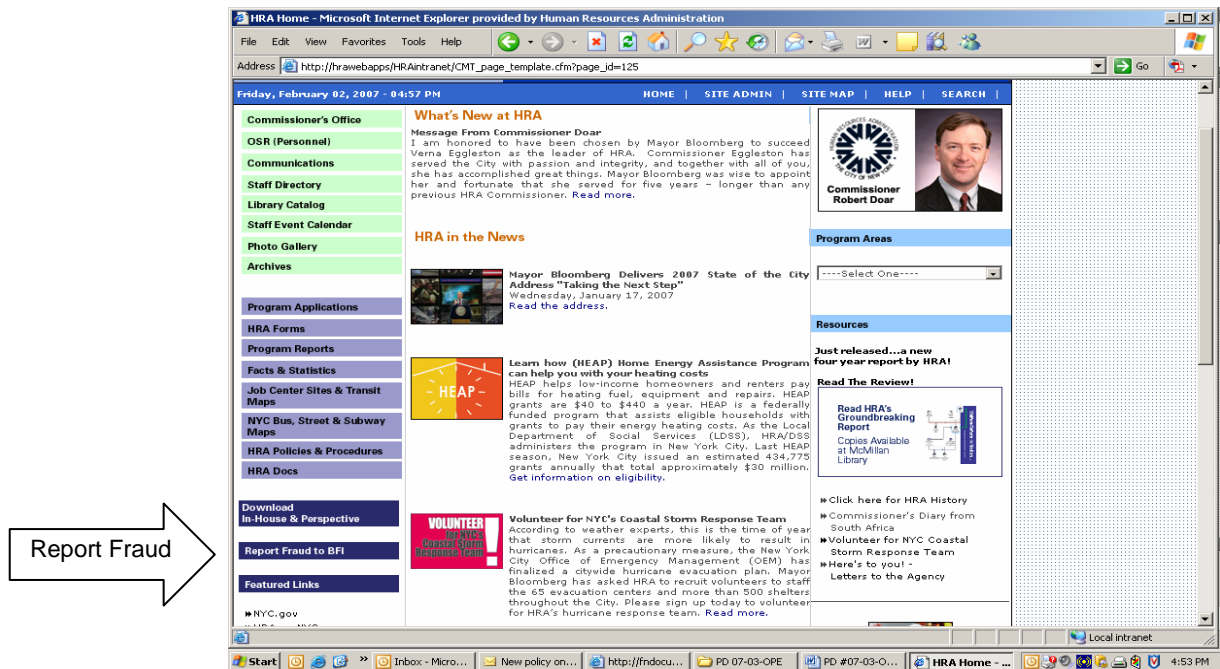 HRA Home - Microsoft Internet Explorer provided by Human Resources Administration
File Edit View Favorites Tools Help
Address http://hrawebapps/HRAintranet/CMT_page_template.cfm?page_id=125
Go
Friday, February 02, 2007 - 04:57 PM
HOME | SITE ADMIN | SITE MAP | HELP | SEARCH |
Commissioner's Office
OSR (Personnel)
Communications
Staff Directory
Library Catalog
Staff Event Calendar
Photo Gallery
Archives
Program Applications
HRA Forms
Program Reports
Facts & Statistics
Job Center Sites & Transit
Maps
NYC Bus, Street & Subway
Maps
HRA Policies & Procedures
HRA Docs
Download
In-House & Perspective
Report Fraud
Report Fraud to BFI
Featured Links
NYC.gov
What's New at HRA
Message From Commissioner Doar
I am honored to have been chosen by Mayor Bloomberg to succeed
Verna Eggleston as the leader of HRA. Commissioner Eggleston has
served the City with passion and integrity, and together with all of you,
she has accomplished great things. Mayor Bloomberg was wise to appoint
her and fortunate that she served for five years – longer than any
previous HRA Commissioner. Read more.
HRA in the News
Mayor Bloomberg Delivers 2007 State of the City
Address "Taking the Next Step"
Wednesday, January 17, 2007
Read the address.
HEAP
Learn how (HEAP) Home Energy Assistance Program
can help you with your heating costs
HEAP helps low-income homeowners and renters pay
bills for heating fuel, equipment and repairs. HEAP
grants are $40 to $440 a year. HEAP is a federally
funded program that assists eligible households with
grants to pay their energy heating costs. As the Local
Department of Social Services (LDSS), HRA/DSS
administers the program in New York City. Last HEAP
season, New York City issued an estimated 434,775
grants annually that total approximately $30 million.
Get information on eligibility.
VOLUNTEER
for NYC's
Coastal Storm
Response Team
!
Volunteer for NYC's Coastal Storm Response Team
According to weather experts, this is the time of year
that storm currents are more likely to result in
hurricanes. As a precautionary measure, the New York
City Office of Emergency Management (OEM) has
finalized a citywide hurricane evacuation plan. Mayor
Bloomberg has asked HRA to recruit volunteers to staff
the 65 evacuation centers and more than 500 shelters
throughout the City. Please sign up today to volunteer
for HRA's hurricane response team. Read more.
HUMAN RESOURCES ADMINISTRATION
THE CITY OF NEW YORK
Commissioner
Robert Doar
Program Areas
----Select One----
Resources
Just released...a new
four year report by HRA!
Read The Review!
Read HRA's
Groundbreaking
Report
Copies Available
at McMillan
Library
Click here for HRA History
Commissioner's Diary from
South Africa
Volunteer for NYC Coastal
Storm Response Team
Here's to you! -
Letters to the Agency
Local intranet
Start » Inbox - Micro... New policy on... http://fndocu... PD 07-03-OPE PD #07-03-O... HRA Home - ... 4:53 PM